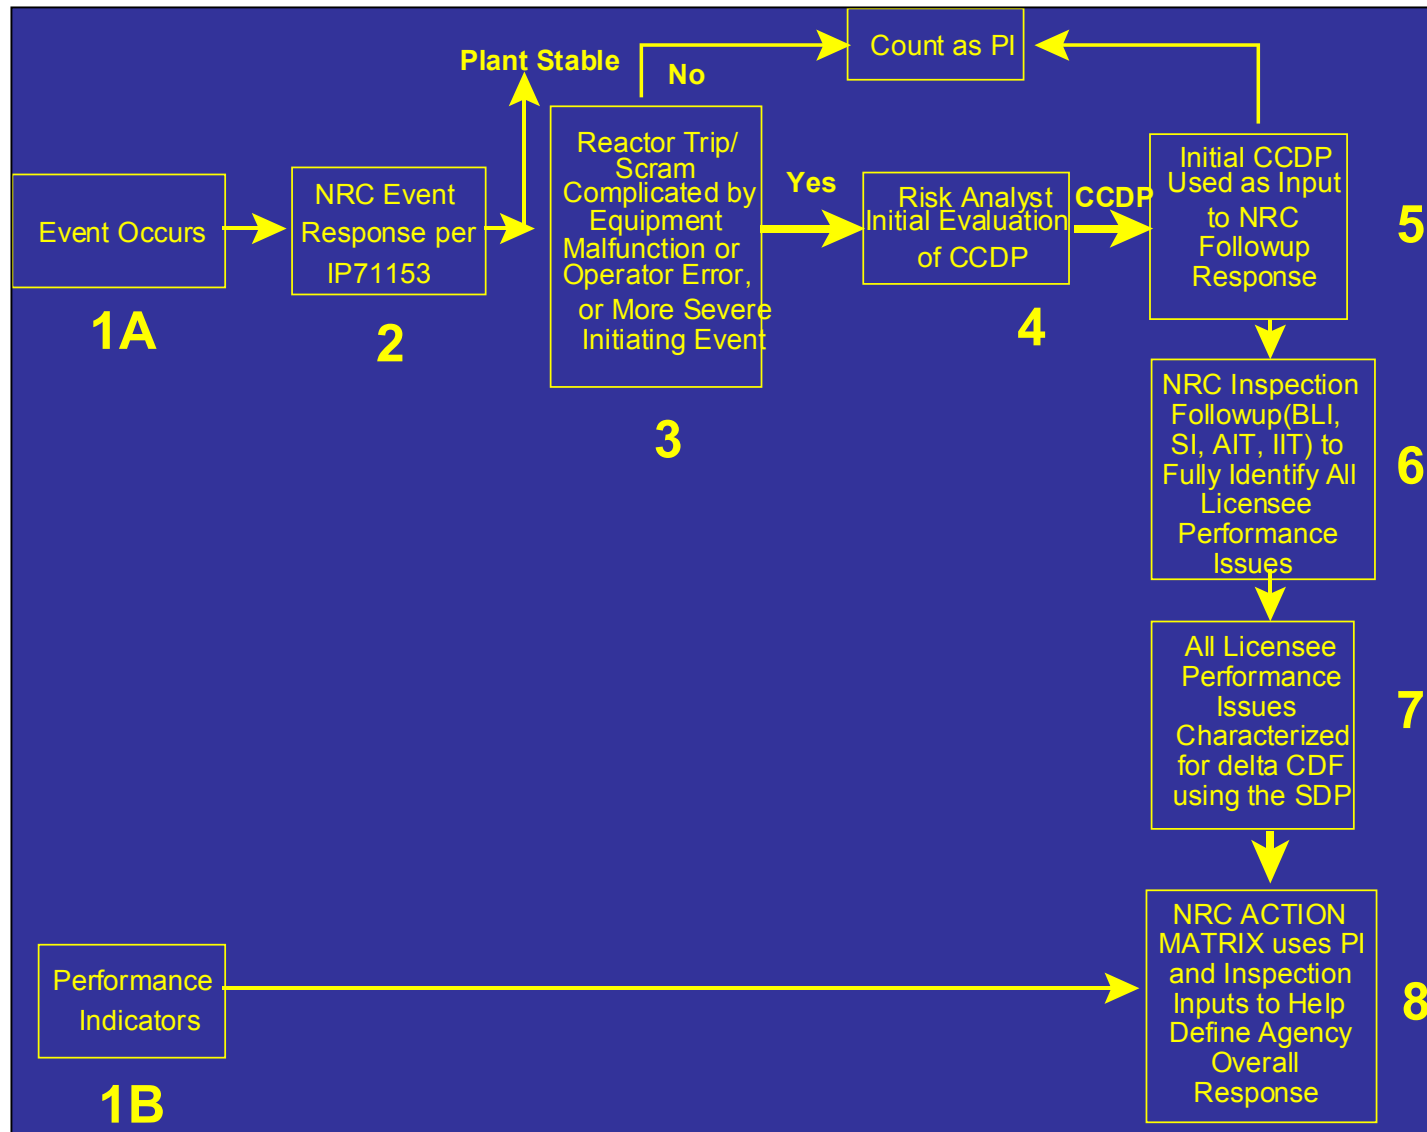 Count as PI
Plant Stable
No
Event Occurs
1A
NRC Event
Response per
IP71153
2
Reactor Trip/
Scram
Complicated by
Equipment
Malfunction or
Operator Error,
or More Severe
Initiating Event
3
Yes
Risk Analyst
Initial Evaluation
of CCDP
4
CCDP
Initial CCDP
Used as Input
to NRC
Followup
Response
5
NRC Inspection
Followup(BLI,
SI, AIT, IIT) to
Fully Identify All
Licensee
Performance
Issues
6
All Licensee
Performance
Issues
Characterized
for delta CDF
using the SDP
7
Performance
Indicators
1B
NRC ACTION
MATRIX uses PI
and Inspection
Inputs to Help
Define Agency
Overall
Response
8